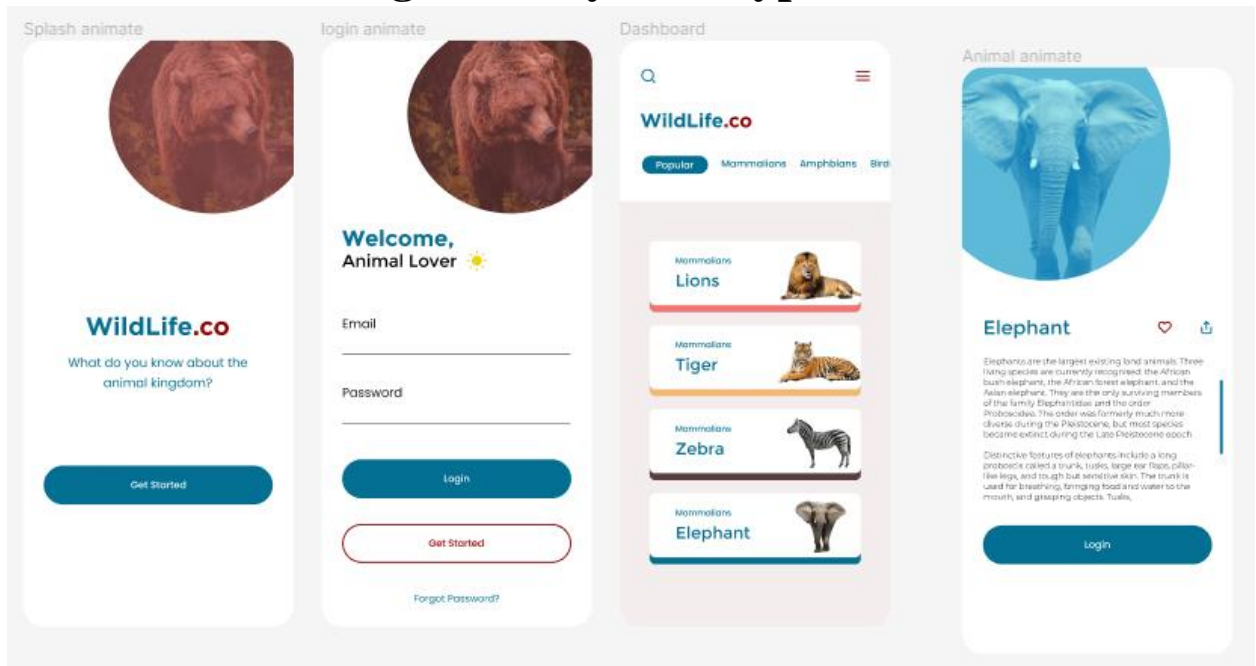 Splash animate
WildLife.co
What do you know about the
animal kingdom?
Get Started
login animate
Welcome,
Animal Lover
Email
Password
Login
Get Started
Forgot Password?
Dashboard
WildLife.co
Popular Mammalians Amphbians Bird
Mammalians
Lions
Mammalians
Tiger
Mammalians
Zebra
Mammalians
Elephant
Animal animate
Elephant
Elephants are the largest existing land animals. Three
living species are currently recognised: the African
bush elephant, the African forest elephant, and the
Asian elephant. They are the only surviving members
of the family Elephantidae and the order
Proboscidea. The order was formerly much more
diverse during the Pleistocene, but most species
became extinct during the Late Pleistocene epoch.
Distinctive features of elephants include a long
proboscis called a trunk, tusks, large ear flaps, pillar-
like legs, and tough but sensitive skin. The trunk is
used for breathing, bringing food and water to the
mouth, and grasping objects. Tusks,
Login